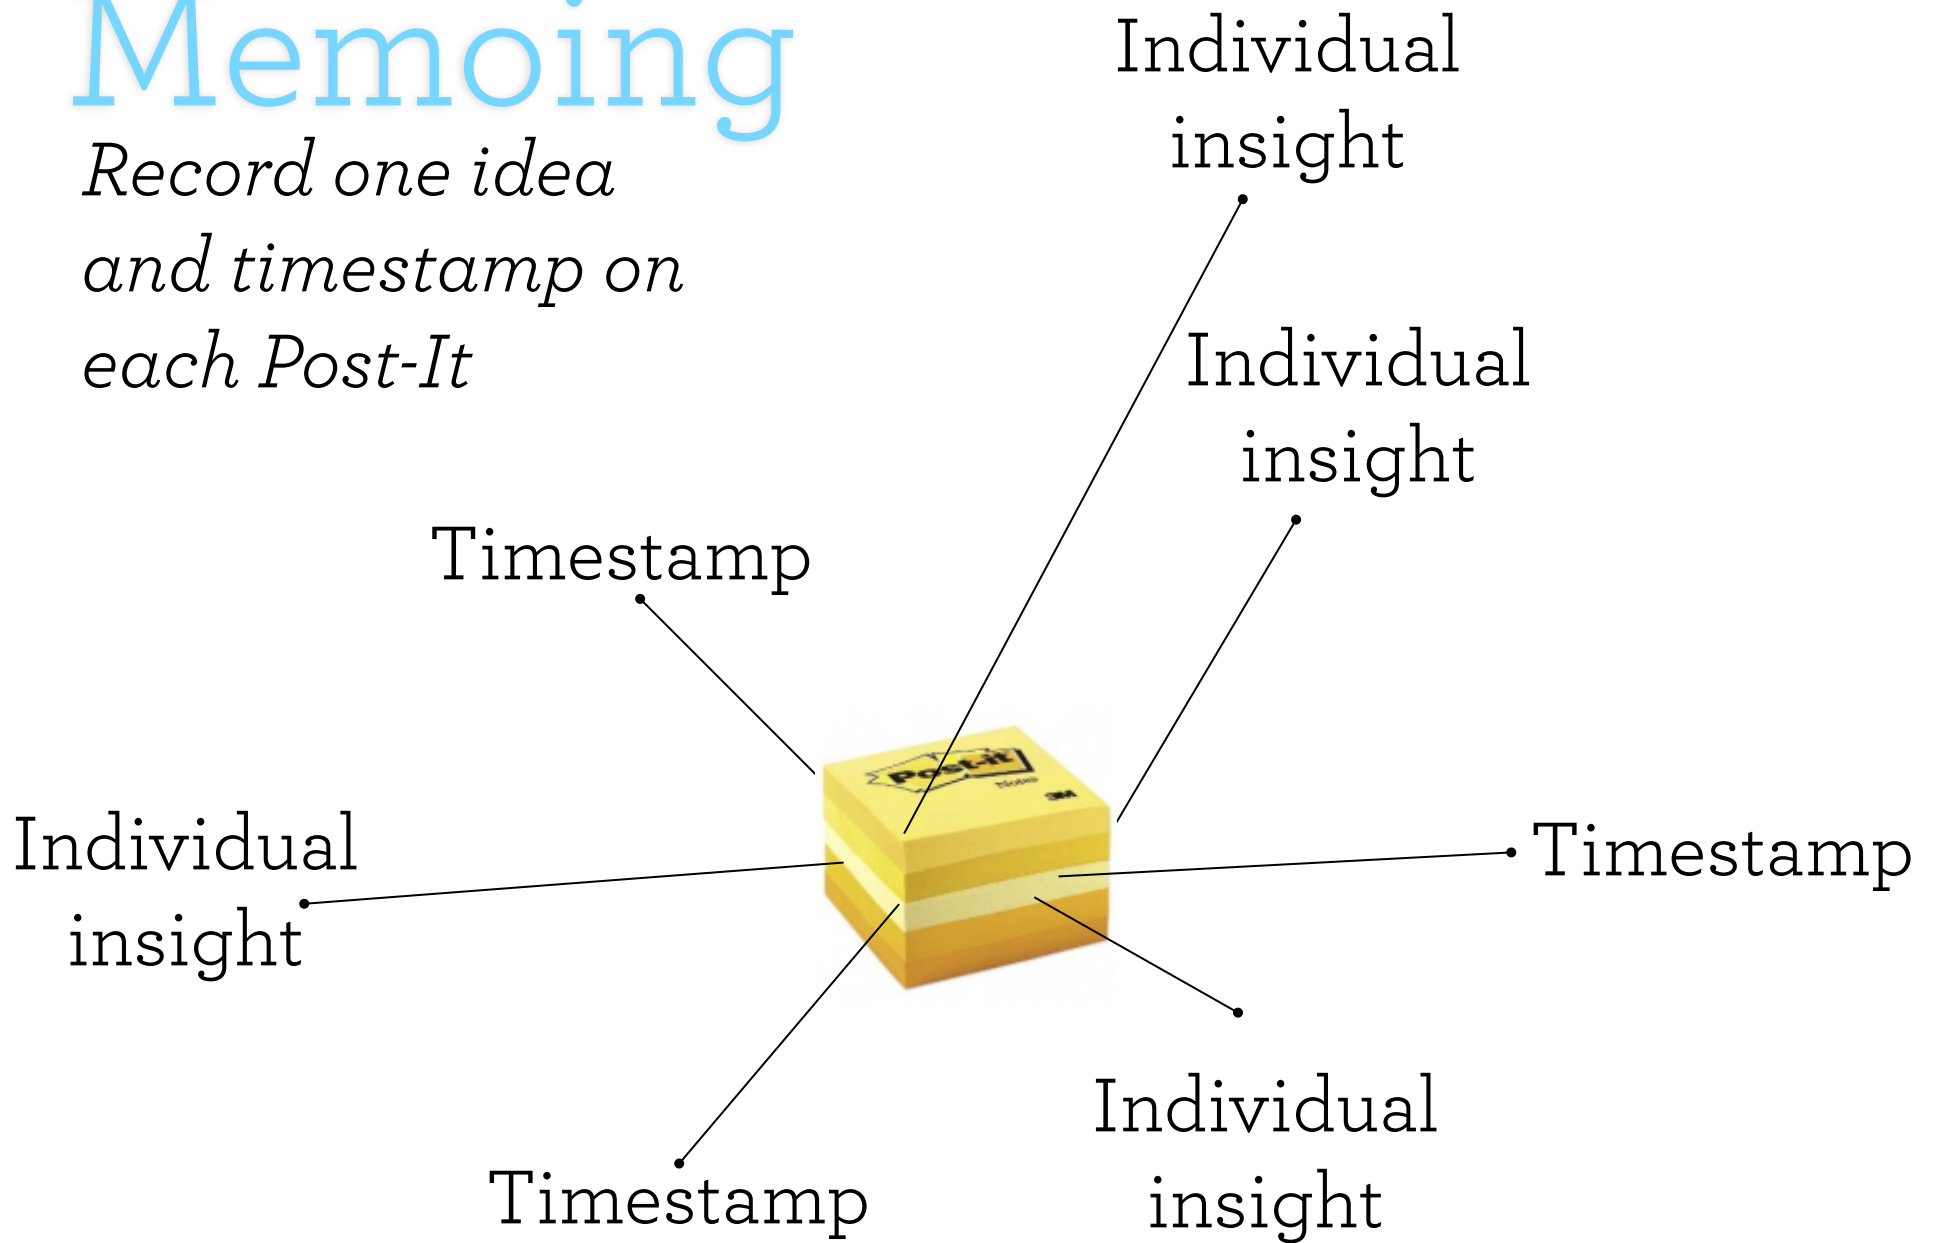 Memoing
Record one idea
and timestamp on
each Post-It
Individual
insight
Individual
insight
Timestamp
Post-it
Notes
3M
Individual
insight
Timestamp
Timestamp
Individual
insight